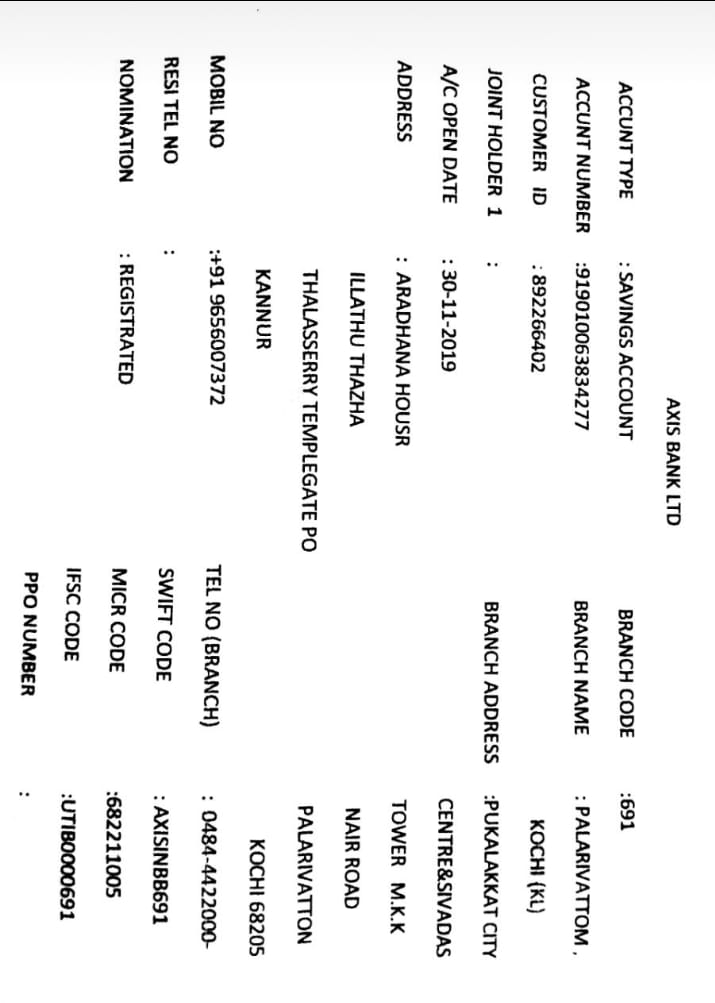 AXIS BANK LTD
ACCUNT TYPE : SAVINGS ACCOUNT BRANCH CODE :691
ACCUNT NUMBER :919010063834277 BRANCH NAME : PALARIVATTOM ,
CUSTOMER ID : 892266402 KOCHI (KL)
JOINT HOLDER 1 : BRANCH ADDRESS :PUKALAKKAT CITY
A/C OPEN DATE : 30-11-2019 CENTRE&SIVADAS
ADDRESS : ARADHANA HOUSR TOWER M.K.K
ILLATHU THAZHA NAIR ROAD
THALASSERRY TEMPLEGATE PO PALARIVATTON
KANNUR KOCHI 68205
MOBIL NO :+91 9656007372 TEL NO (BRANCH) : 0484-4422000-
RESI TEL NO : SWIFT CODE : AXISINBB691
NOMINATION : REGISTRATED MICR CODE :682211005
IFSC CODE :UTIB0000691
PPO NUMBER :